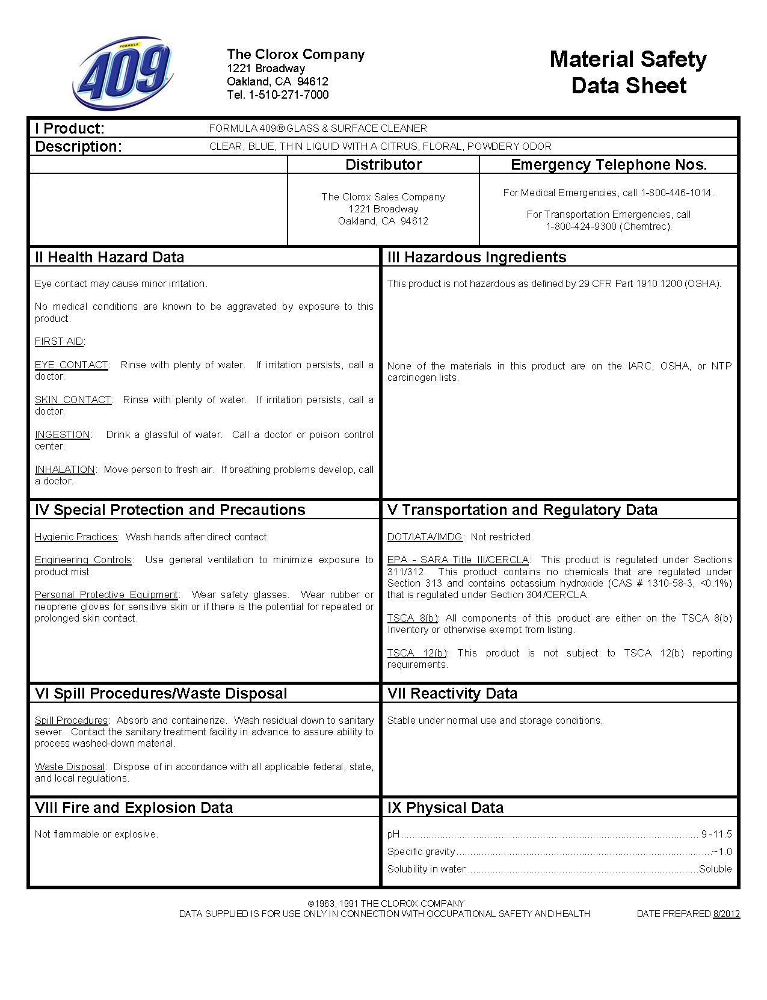 FORMULA
409
The Clorox Company
1221 Broadway
Oakland, CA 94612
Tel. 1-510-271-7000
Material Safety
Data Sheet
I Product:
FORMULA 409® GLASS & SURFACE CLEANER
Description:
CLEAR, BLUE, THIN LIQUID WITH A CITRUS, FLORAL, POWDERY ODOR
Distributor
Emergency Telephone Nos.
The Clorox Sales Company
1221 Broadway
Oakland, CA 94612
For Medical Emergencies, call 1-800-446-1014.
For Transportation Emergencies, call
1-800-424-9300 (Chemtrec).
II Health Hazard Data
Eye contact may cause minor irritation.
No medical conditions are known to be aggravated by exposure to this
product.
FIRST AID:
EYE CONTACT: Rinse with plenty of water. If irritation persists, call a
doctor.
SKIN CONTACT: Rinse with plenty of water. If irritation persists, call a
doctor.
INGESTION: Drink a glassful of water. Call a doctor or poison control
center.
INHALATION: Move person to fresh air. If breathing problems develop, call
a doctor.
III Hazardous Ingredients
This product is not hazardous as defined by 29 CFR Part 1910.1200 (OSHA).
None of the materials in this product are on the IARC, OSHA, or NTP
carcinogen lists.
IV Special Protection and Precautions
Hygienic Practices: Wash hands after direct contact.
Engineering Controls: Use general ventilation to minimize exposure to
product mist.
Personal Protective Equipment: Wear safety glasses. Wear rubber or
neoprene gloves for sensitive skin or if there is the potential for repeated or
prolonged skin contact.
V Transportation and Regulatory Data
DOT/IATA/IMDG: Not restricted.
EPA - SARA Title III/CERCLA: This product is regulated under Sections
311/312. This product contains no chemicals that are regulated under
Section 313 and contains potassium hydroxide (CAS # 1310-58-3, <0.1%)
that is regulated under Section 304/CERCLA.
TSCA 8(b): All components of this product are either on the TSCA 8(b)
Inventory or otherwise exempt from listing.
TSCA 12(b): This product is not subject to TSCA 12(b) reporting
requirements.
VI Spill Procedures/Waste Disposal
Spill Procedures: Absorb and containerize. Wash residual down to sanitary
sewer. Contact the sanitary treatment facility in advance to assure ability to
process washed-down material.
Waste Disposal: Dispose of in accordance with all applicable federal, state,
and local regulations.
VII Reactivity Data
Stable under normal use and storage conditions.
VIII Fire and Explosion Data
Not flammable or explosive.
IX Physical Data
pH........................................................................................................... 9 -11.5
Specific gravity............................................................................................~1.0
Solubility in water ...................................................................................Soluble
©1963, 1991 THE CLOROX COMPANY
DATA SUPPLIED IS FOR USE ONLY IN CONNECTION WITH OCCUPATIONAL SAFETY AND HEALTH DATE PREPARED 8/2012